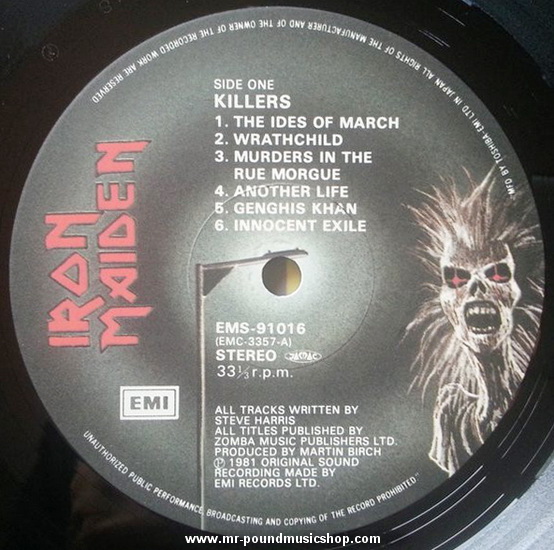 ALL RIGHTS OF THE MANUFACTURER AND OF THE OWNER OF THE RECORDED WORK ARE RESERVED
"MFD BY TOSHIBA-EMI LTD IN JAPAN
SIDE ONE
KILLERS
1. THE IDES OF MARCH
2. WRATHCHILD
3. MURDERS IN THE
RUE MORGUE
4. ANOTHER LIFE
5. GENGHIS KHAN
6. INNOCENT EXILE
IRON
MAIDEN
EMS-91016
(EMC-3357-A)
STEREO
33⅓ r.p.m.
EMI
ALL TRACKS WRITTEN BY
STEVE HARRIS
ALL TITLES PUBLISHED BY
ZOMBA MUSIC PUBLISHERS LTD.
PRODUCED BY MARTIN BIRCH
Ⓟ 1981 ORIGINAL SOUND
RECORDING MADE BY
EMI RECORDS LTD.
UNAUTHORIZED PUBLIC PERFORMANCE, BROADCASTING AND COPYING OF THE RECORD PROHIBITED"
www.mr-poundmusicshop.com